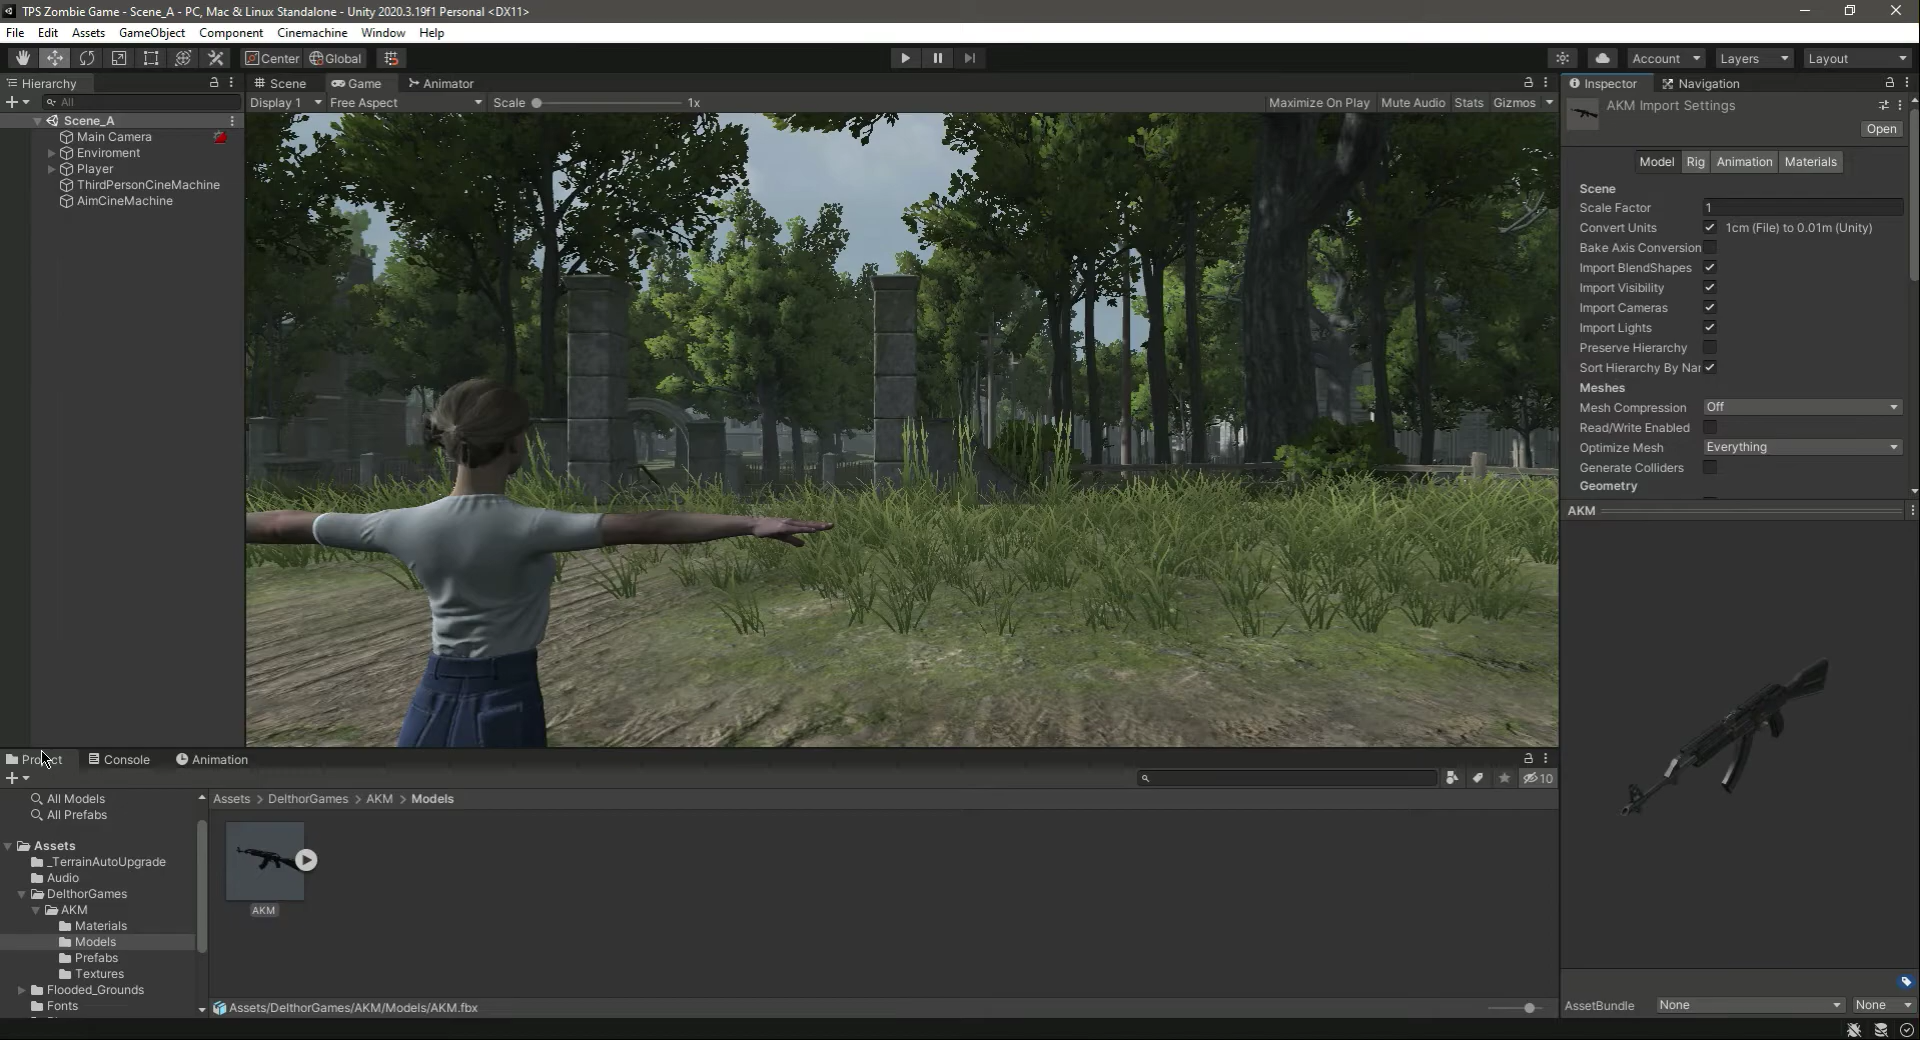 TPS Zombie Game - Scene_A - PC, Mac & Linux Standalone - Unity 2020.3.19f1 Personal <DX11>
File Edit Assets GameObject Component Cinemachine Window Help
Center Global Account Layers Layout
Hierarchy
Scene Game Animator
Inspector Navigation
All
Display 1 Free Aspect Scale 1x Maximize On Play Mute Audio Stats Gizmos
AKM Import Settings
Open
Scene_A
Main Camera
Enviroment
Player
ThirdPersonCineMachine
AimCineMachine
Model Rig Animation Materials
Scene
Scale Factor 1
Convert Units 1cm (File) to 0.01m (Unity)
Bake Axis Conversion
Import BlendShapes
Import Visibility
Import Cameras
Import Lights
Preserve Hierarchy
Sort Hierarchy By Nar
Meshes
Mesh Compression Off
Read/Write Enabled
Optimize Mesh Everything
Generate Colliders
Geometry
AKM
Project Console Animation
10
All Models
All Prefabs
Assets
_TerrainAutoUpgrade
Audio
DelthorGames
AKM
Materials
Models
Prefabs
Textures
Flooded_Grounds
Fonts
Assets > DelthorGames > AKM > Models
AKM
Assets/DelthorGames/AKM/Models/AKM.fbx
AssetBundle None None